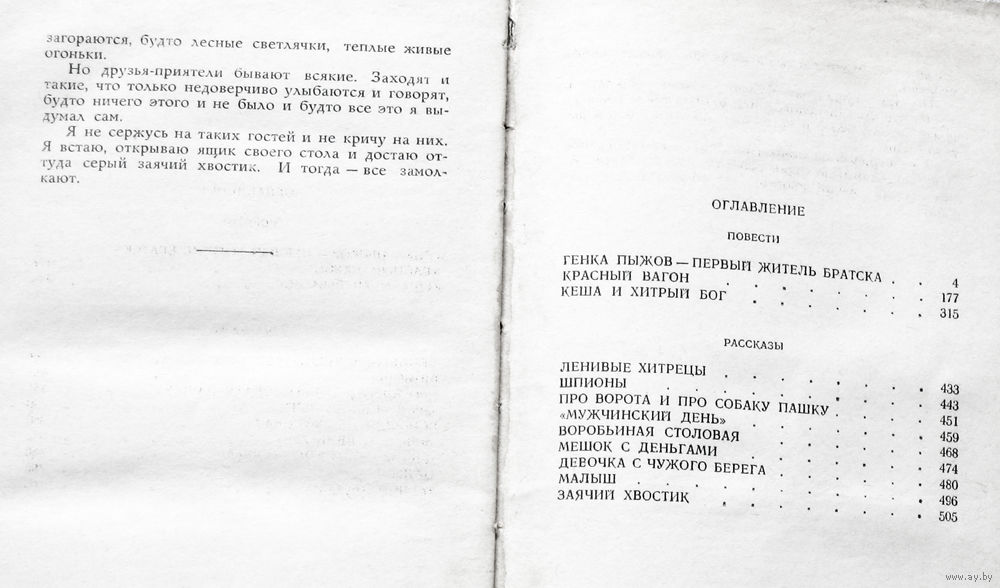 загораются, будто лесные светлячки, теплые живые
огоньки.
Но друзья-приятели бывают всякие. Заходят и
такие, что только недоверчиво улыбаются и говорят,
будто ничего этого и не было и будто все это я вы-
думал сам.
Я не сержусь на таких гостей и не кричу на них.
Я встаю, открываю ящик своего стола и достаю от-
туда серый заячий хвостик. И тогда — все замол-
кают.
ОГЛАВЛЕНИЕ
ПОВЕСТИ
ГЕНКА ПЫЖОВ — ПЕРВЫЙ ЖИТЕЛЬ БРАТСКА . . 4
КРАСНЫЙ ВАГОН . . . . . . . 177
КЕША И ХИТРЫЙ БОГ . . . . . . 315
РАССКАЗЫ
ЛЕНИВЫЕ ХИТРЕЦЫ . . . . . . . 433
ШПИОНЫ . . . . . . . . . 443
ПРО ВОРОТА И ПРО СОБАКУ ПАШКУ . . . . 451
«МУЖЧИНСКИЙ ДЕНЬ» . . . . . . 459
ВОРОБЬИНАЯ СТОЛОВАЯ . . . . . . 468
МЕШОК С ДЕНЬГАМИ . . . . . . . 474
ДЕВОЧКА С ЧУЖОГО БЕРЕГА . . . . . 480
МАЛЫШ . . . . . . . . . 496
ЗАЯЧИЙ ХВОСТИК . . . . . . . 505
www.ay.by